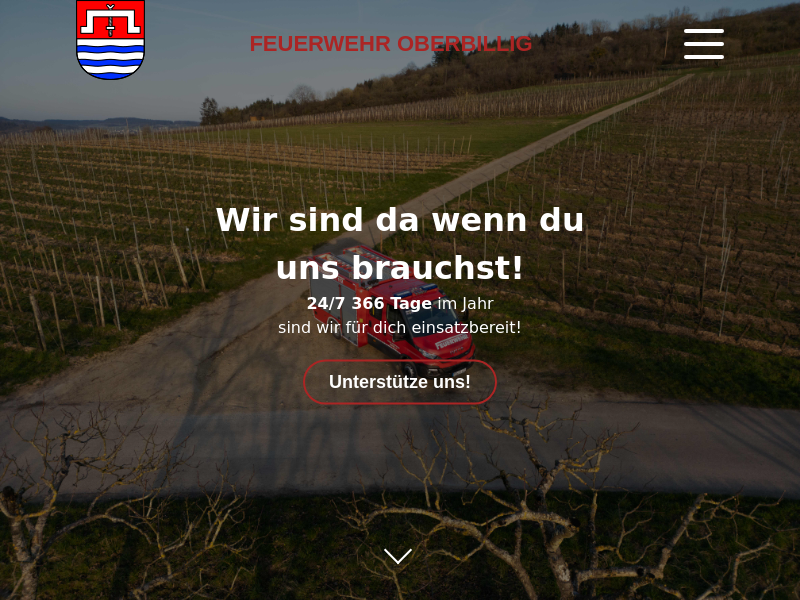 FEUERWEHR OBERBILLIG
Wir sind da wenn du
uns brauchst!
24/7 366 Tage im Jahr
sind wir für dich einsatzbereit!
FEUERWEHR
Unterstütze uns!